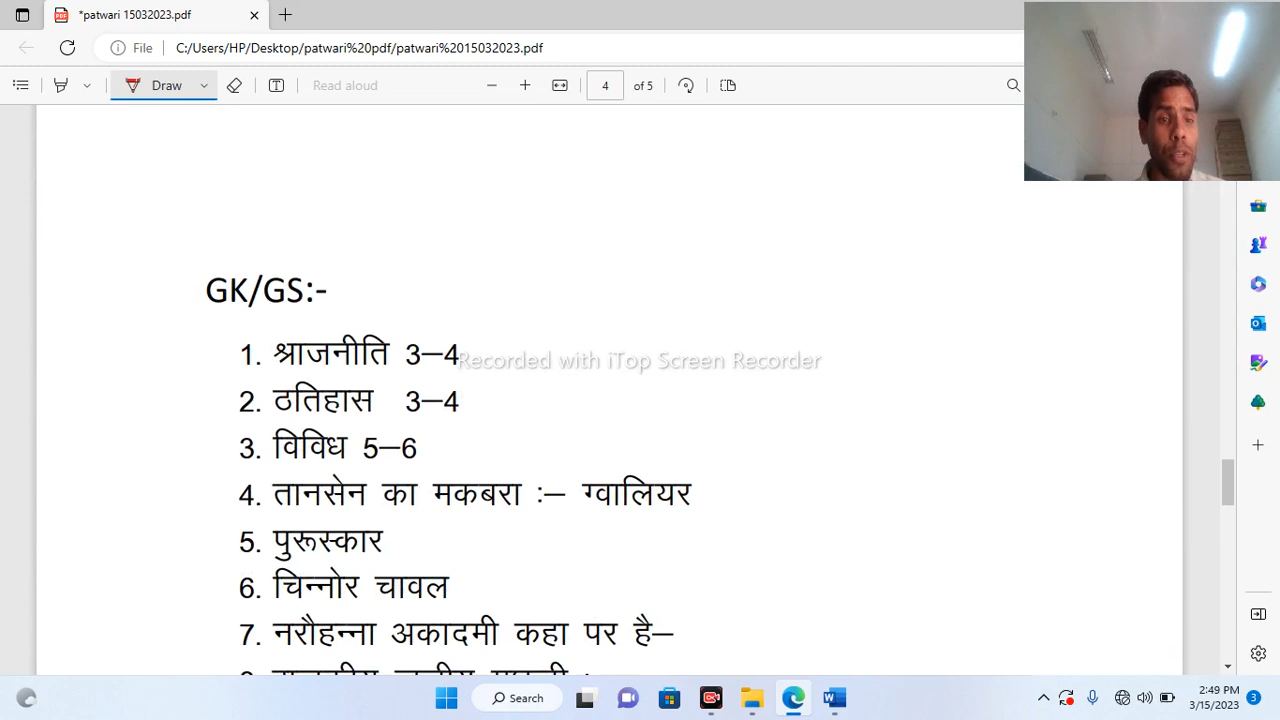 *patwari 15032023.pdf
File C:/Users/HP/Desktop/patwari%20pdf/patwari%2015032023.pdf
Draw Read aloud 4 of 5
GK/GS:-
1. श्राजनीति 3–4
Recorded with iTop Screen Recorder
2. ठतिहास 3–4
3. विविध 5–6
4. तानसेन का मकबरा :– ग्वालियर
5. पुरूस्कार
6. चिन्नोर चावल
7. नरौहन्ना अकादमी कहा पर है–
Search
2:49 PM
3/15/2023
3